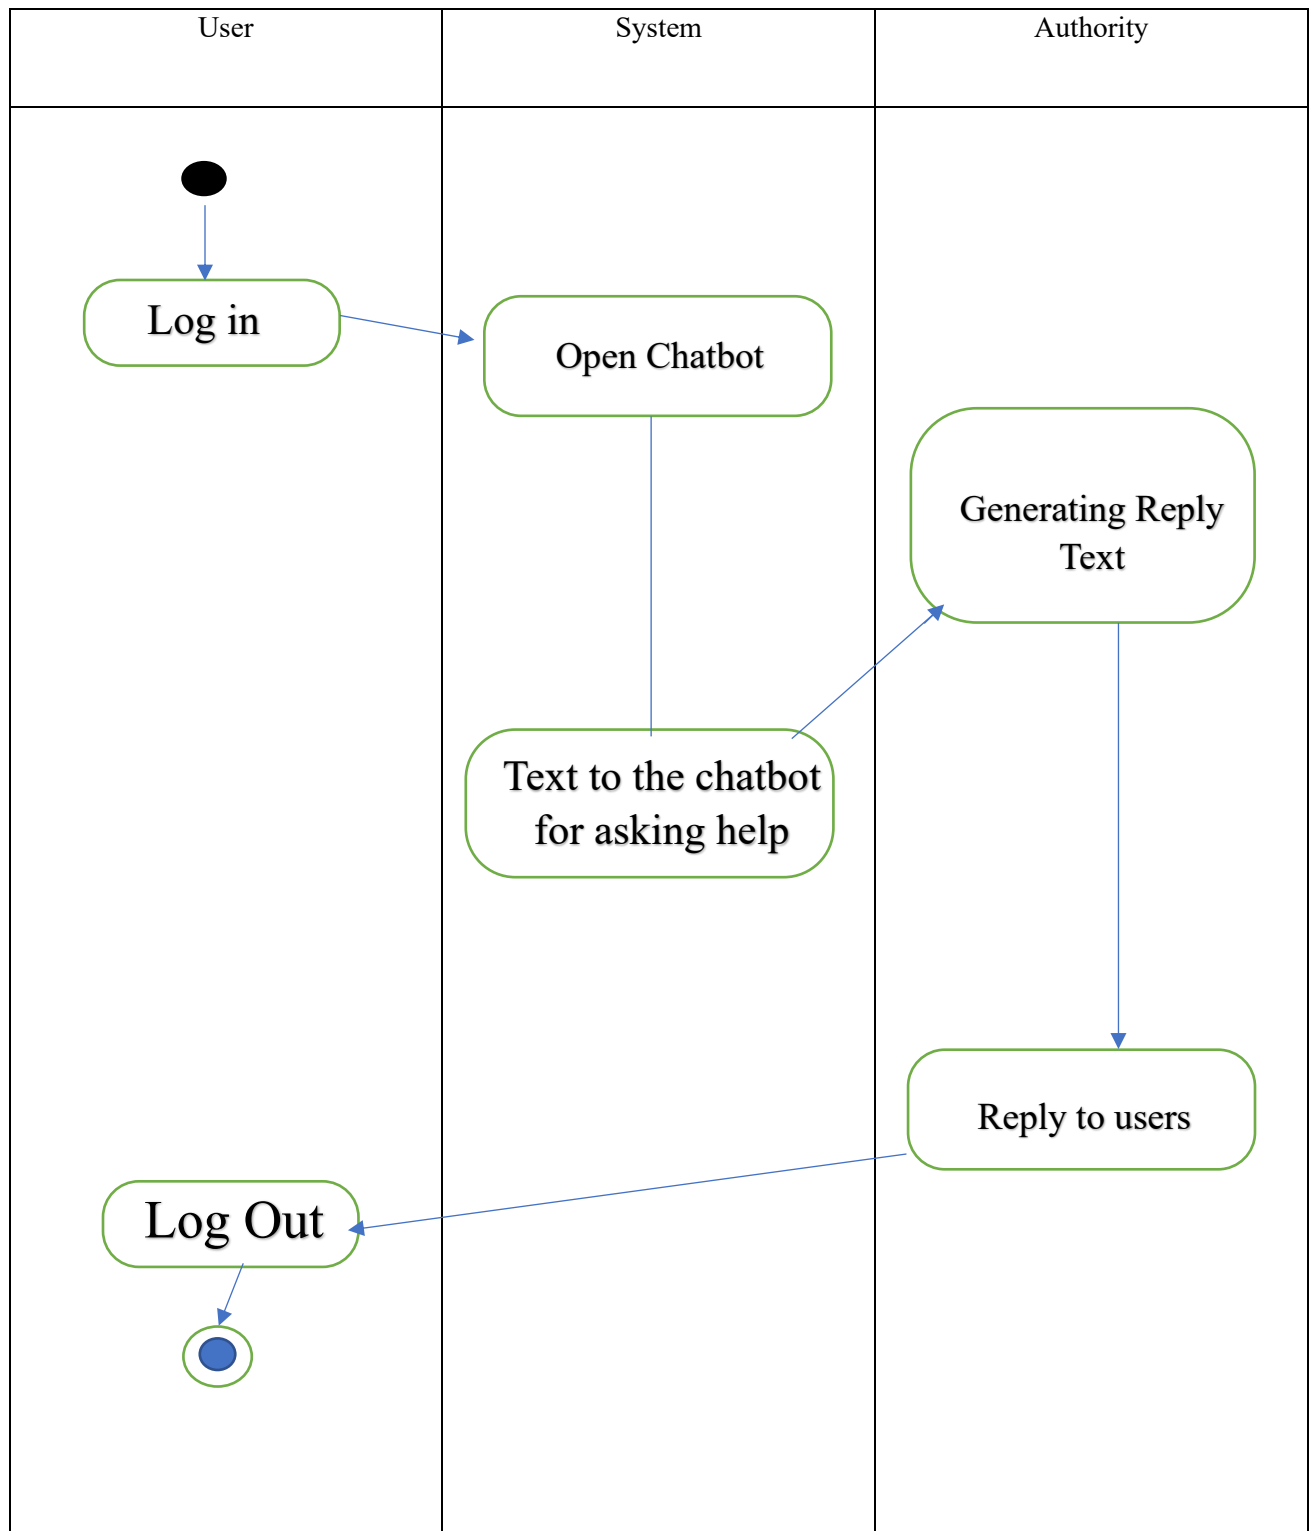 User
System
Authority
Log in
Open Chatbot
Generating Reply
Text
Text to the chatbot
for asking help
Reply to users
Log Out